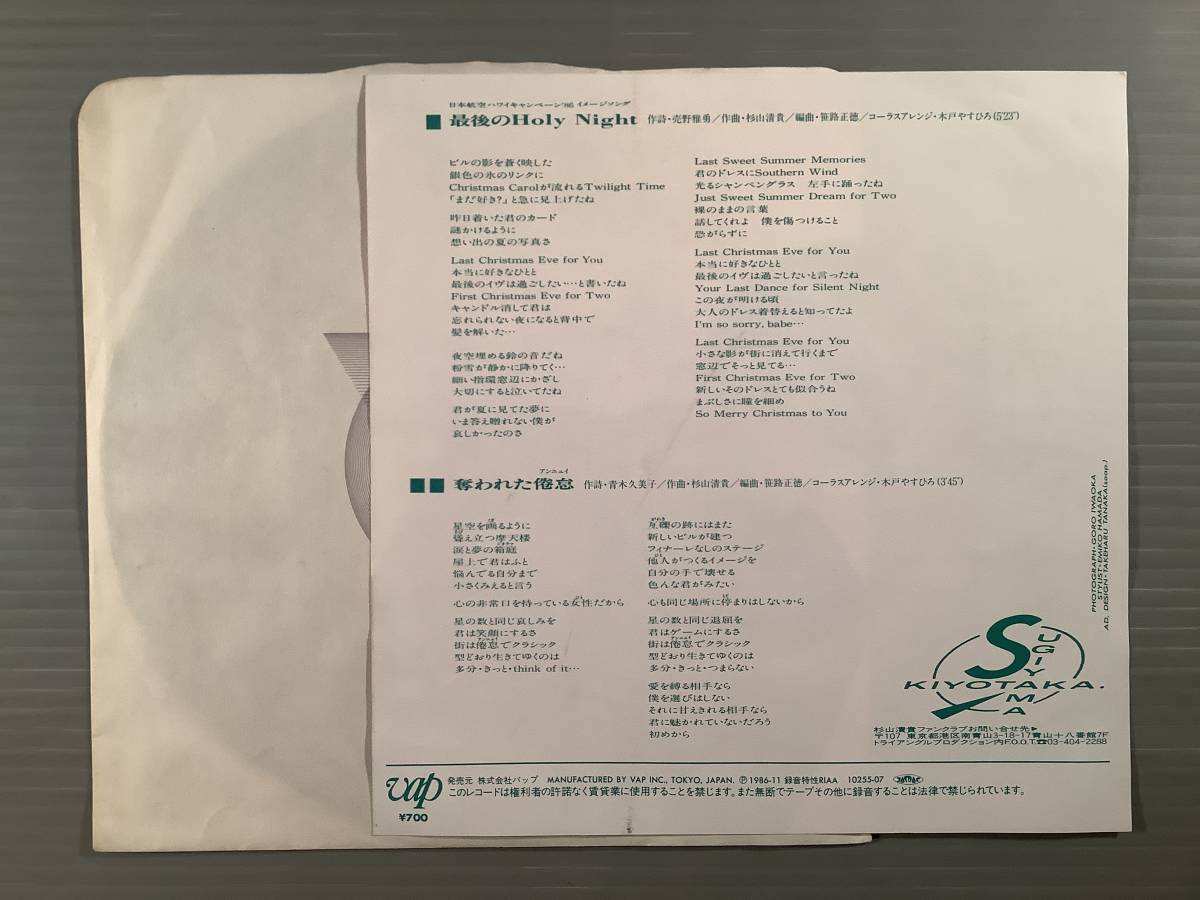 日本航空・ハワイキャンペーン'86 イメージソング
■ 最後のHoly Night 作詩・売野雅勇／作曲・杉山清貴／編曲・笹路正徳／コーラスアレンジ・木戸やすひろ(5'23")
ビルの影を蒼く映した
銀色の氷のリンクに
Christmas Carolが流れるTwilight Time
「まだ好き?」と急に見上げたね
昨日着いた君のカード
謎かけるように
想い出の夏の写真さ
Last Christmas Eve for You
本当に好きなひとと
最後のイヴは過ごしたい…と書いたね
First Christmas Eve for Two
キャンドル消して君は
忘れられない夜になると背中で
髪を解いた…
夜空埋める鈴の音だね
粉雪が静かに降りてく…
細い指環窓辺にかざし
大切にすると泣いてたね
君が夏に見てた夢に
いま答え贈れない僕が
哀しかったのさ
Last Sweet Summer Memories
君のドレスにSouthern Wind
光るシャンペングラス 左手に踊ったね
Just Sweet Summer Dream for Two
裸のままの言葉
話してくれよ 僕を傷つけること
恐がらずに
Last Christmas Eve for You
本当に好きなひとと
最後のイヴは過ごしたいと言ったね
Your Last Dance for Silent Night
この夜が明ける頃
大人のドレス着替えると知ってたよ
I'm so sorry, babe…
Last Christmas Eve for You
小さな影が街に消えて行くまで
窓辺でそっと見てる…
First Christmas Eve for Two
新しいそのドレスとても似合うね
まぶしさに瞳を細め
So Merry Christmas to You
アンニュイ
■■ 奪われた倦怠 作詩・青木久美子／作曲・杉山清貴／編曲・笹路正徳／コーラスアレンジ・木戸やすひろ(3'45")
星空を画るように
聳え立つ摩天楼
涙と夢の箱庭
屋上で君はふと
悩んでる自分まで
小さくみえると言う
心の非常口を持っている女性だから
星の数と同じ哀しみを
君は笑顔にするさ
アンニュイ
街は倦怠でクラシック
型どおり生きてゆくのは
多分・きっと・think of it…
がれき
瓦礫の跡にはまた
新しいビルが建つ
フィナーレなしのステージ
他人がつくるイメージを
自分の手で壊せる
色んな君がみたい
心も同じ場所に停まりはしないから
星の数と同じ退屈を
君はゲームにするさ
アンニュイ
街は倦怠でクラシック
型どおり生きてゆくのは
多分・きっと・つまらない
愛を縛る相手なら
僕を選びはしない
それに甘えきれる相手なら
君に魅かれていないだろう
初めから
PHOTOGRAPH・GORO IWAOKA
STYLIST・EMIKO HAMADA
AD, DESIGN・TAKEHARU TANAKA(soap.)
SUGIYAMA
KIYOTAKA.
杉山清貴ファンクラブお問い合せ先▶
〒107 東京都港区南青山3-18-17青山十八番館7F
トライアングルプロダクション内F.O.O.T.☎03-404-2288
vap 発売元 株式会社バップ MANUFACTURED BY VAP INC., TOKYO, JAPAN. Ⓟ1986-11 録音特性RIAA 10255-07 JASRAC
¥700 このレコードは権利者の許諾なく賃貸業に使用することを禁じます。また無断でテープその他に録音することは法律で禁じられています。